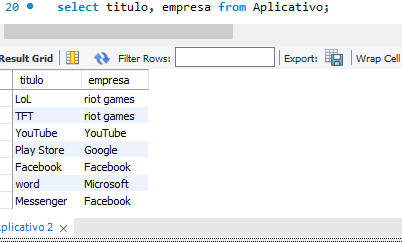 20 select titulo, empresa from Aplicativo;
Result Grid Filter Rows: Export: Wrap Cell
titulo empresa
LoL riot games
TFT riot games
YouTube YouTube
Play Store Google
Facebook Facebook
word Microsoft
Messenger Facebook
plicativo 2 ×